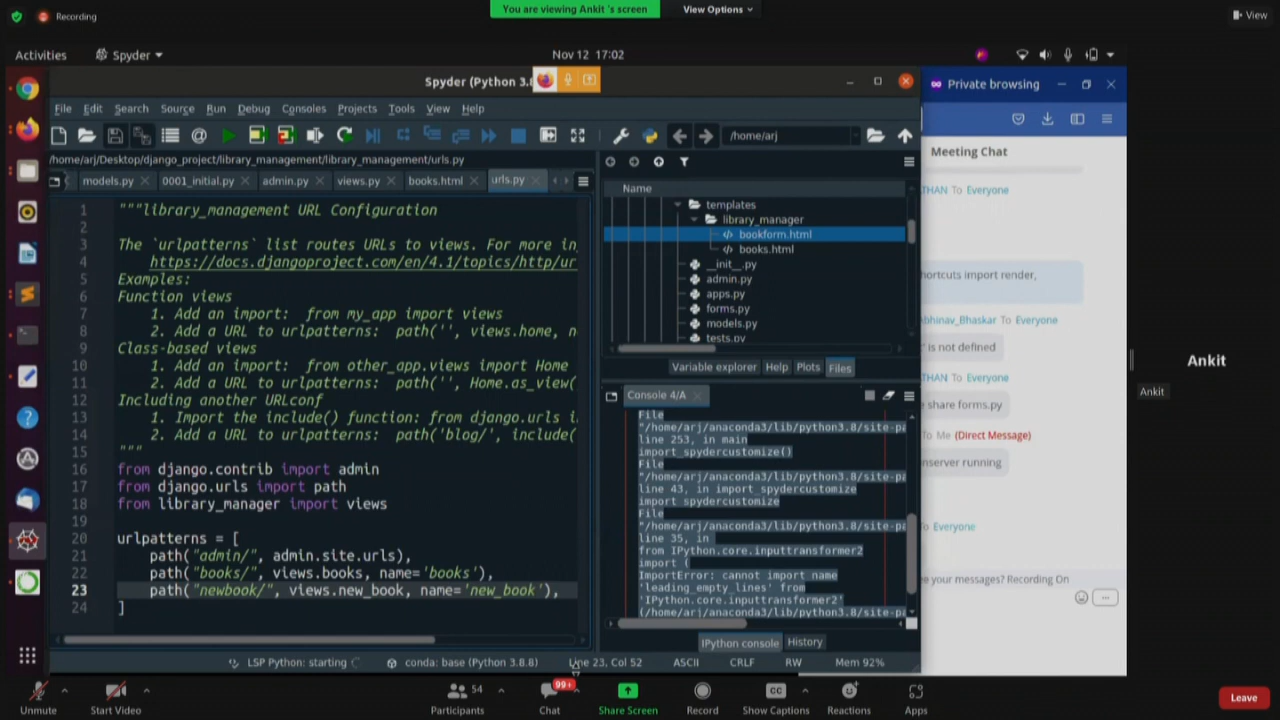 Recording
You are viewing Ankit 's screen
View Options
View
Activities
Spyder
Nov 12 17:02
Spyder (Python 3.8
Private browsing
File Edit Search Source Run Debug Consoles Projects Tools View Help
/home/arj
/home/arj/Desktop/django_project/library_management/library_management/urls.py
models.py
0001_initial.py
admin.py
views.py
books.html
urls.py
1 """library_management URL Configuration
2
3 The `urlpatterns` list routes URLs to views. For more in
4 https://docs.djangoproject.com/en/4.1/topics/http/ur
5 Examples:
6 Function views
7 1. Add an import: from my_app import views
8 2. Add a URL to urlpatterns: path('', views.home, n
9 Class-based views
10 1. Add an import: from other_app.views import Home
11 2. Add a URL to urlpatterns: path('', Home.as_view(
12 Including another URLconf
13 1. Import the include() function: from django.urls i
14 2. Add a URL to urlpatterns: path('blog/', include(
15 """
16 from django.contrib import admin
17 from django.urls import path
18 from library_manager import views
19
20 urlpatterns = [
21 path("admin/", admin.site.urls),
22 path("books/", views.books, name='books'),
23 path("newbook/", views.new_book, name='new_book'),
24 ]
Name
templates
library_manager
bookform.html
books.html
__init__.py
admin.py
apps.py
forms.py
models.py
tests.py
Variable explorer Help Plots Files
Console 4/A
File
"/home/arj/anaconda3/lib/python3.8/site-pa
line 253, in main
import_spydercustomize()
File
"/home/arj/anaconda3/lib/python3.8/site-pa
line 43, in import_spydercustomize
import spydercustomize
File
"/home/arj/anaconda3/lib/python3.8/site-pa
line 35, in
from IPython.core.inputtransformer2
import (
ImportError: cannot import name
'leading_empty_lines' from
'IPython.core.inputtransformer2'
(/home/arj/anaconda3/lib/python3.8/site-pa
IPython console History
LSP Python: starting
conda: base (Python 3.8.8)
Line 23, Col 52
ASCII
CRLF
RW
Mem 92%
Meeting Chat
THAN To Everyone
hortcuts import render,
Abhinav_Bhaskar To Everyone
" is not defined
THAN To Everyone
e share forms.py
To Me (Direct Message)
nserver running
To Everyone
e your messages? Recording On
Ankit
Ankit
Unmute
Start Video
Participants
54
Chat
99+
Share Screen
Record
CC
Show Captions
Reactions
Apps
Leave